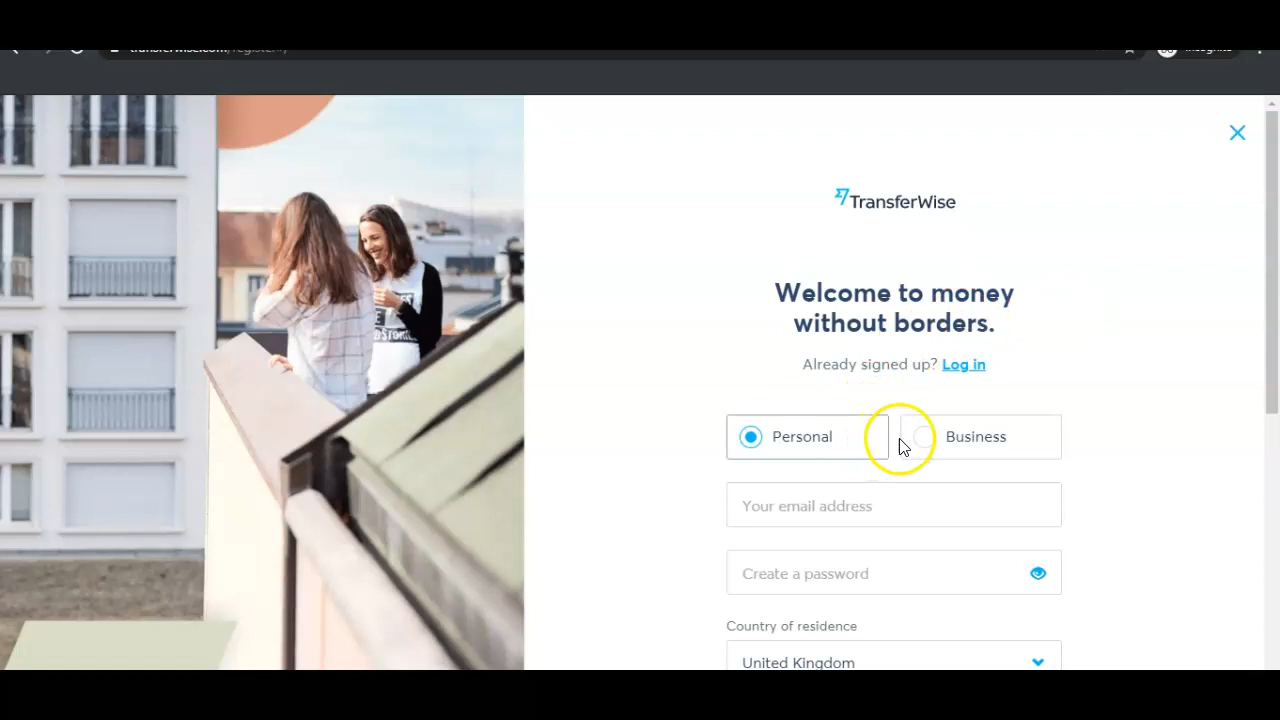 TransferWise
Welcome to money
without borders.
Already signed up? Log in
Personal
Business
Your email address
Create a password
Country of residence
United Kingdom